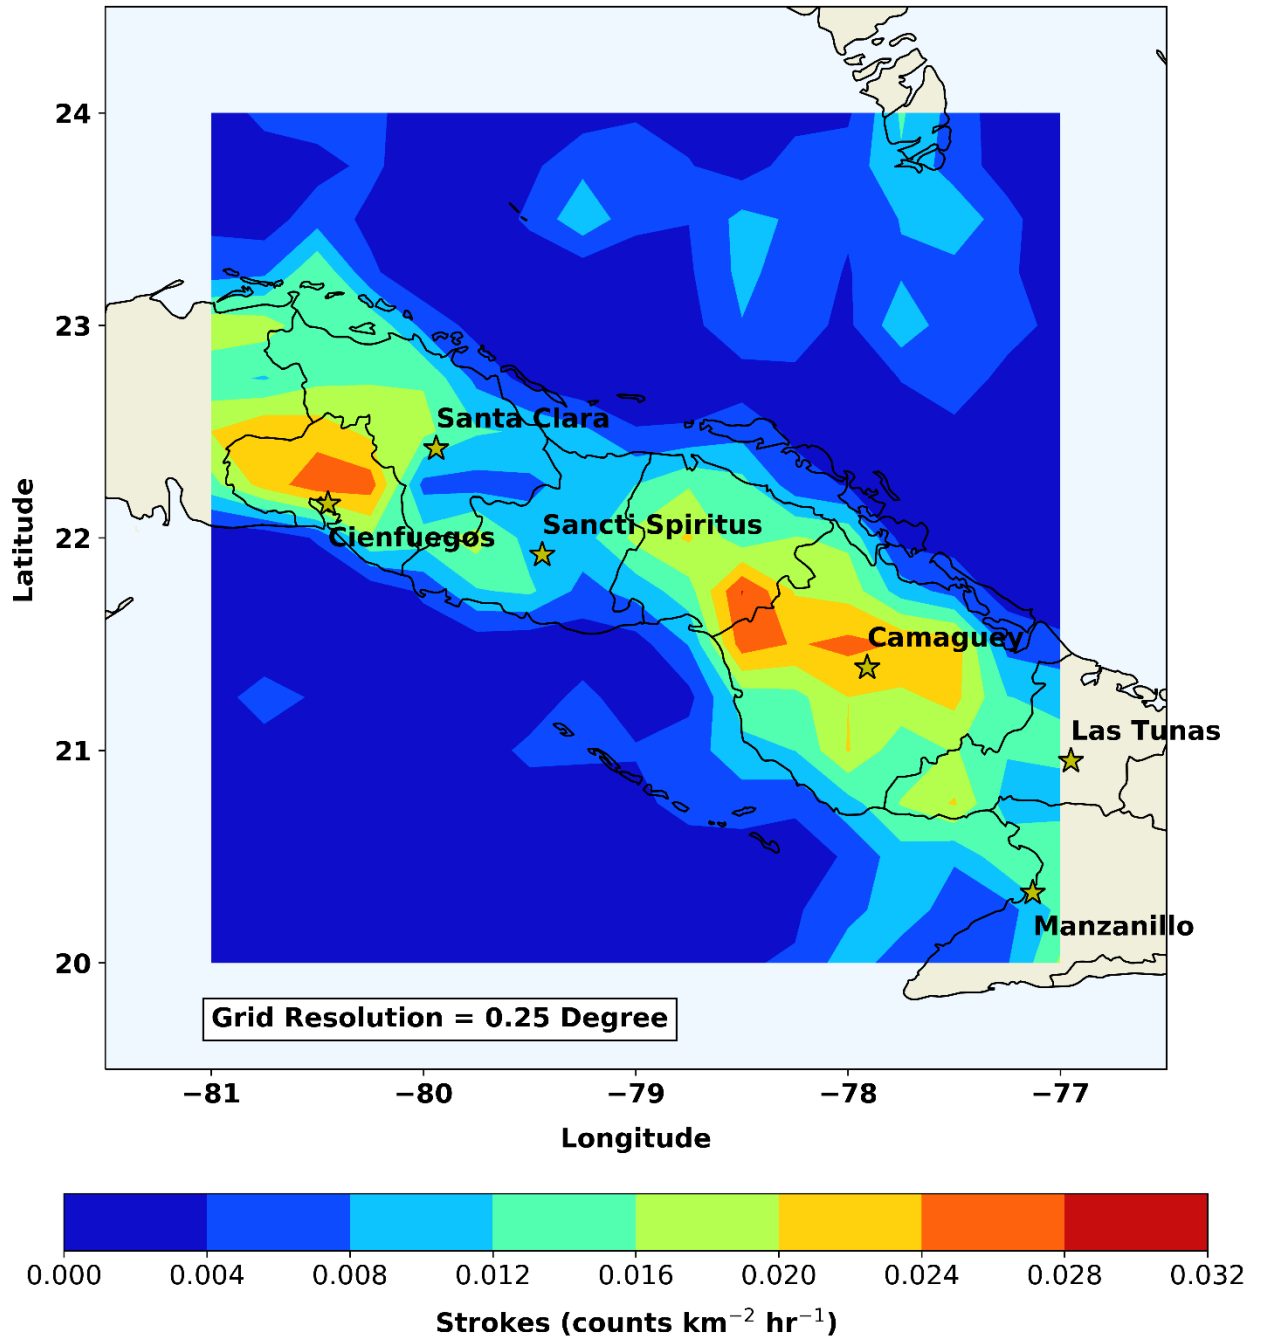 24
23
Santa Clara
22
Sancti Spiritus
Cienfuegos
Camaguey
21
Las Tunas
Manzanillo
20
Grid Resolution = 0.25 Degree
Latitude
−81 −80 −79 −78 −77
Longitude
0.000 0.004 0.008 0.012 0.016 0.020 0.024 0.028 0.032
Strokes (counts km⁻² hr⁻¹)